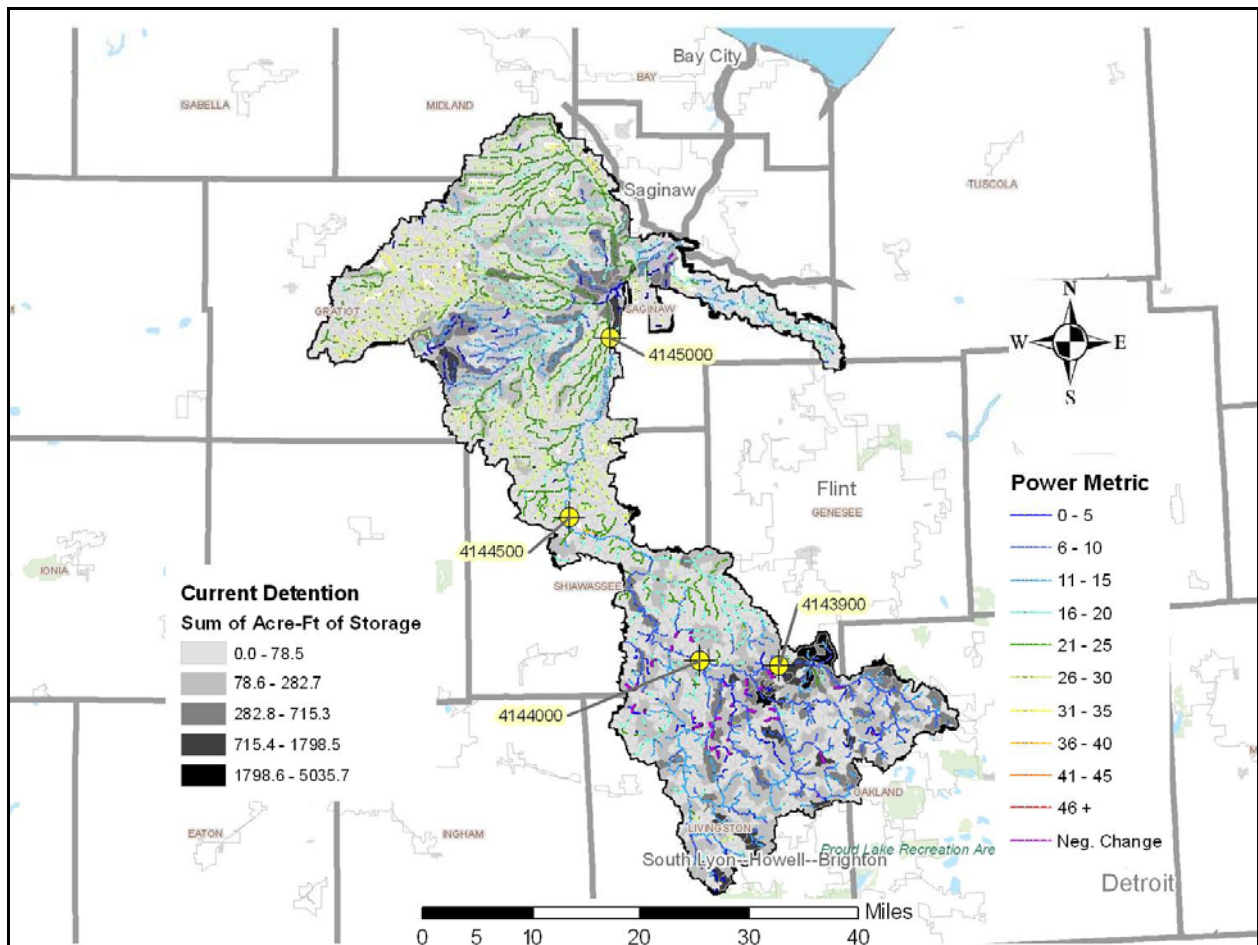 Bay City
BAY
ISABELLA
MIDLAND
Saginaw
TUSCOLA
GRATIOT
SAGINAW
N
W
E
S
4145000
Power Metric
0 - 5
6 - 10
11 - 15
16 - 20
21 - 25
26 - 30
31 - 35
36 - 40
41 - 45
46 +
Neg. Change
Flint
GENESEE
4144500
IONIA
SHIAWASSEE
4143900
Current Detention
Sum of Acre-Ft of Storage
0.0 - 78.5
78.6 - 282.7
282.8 - 715.3
715.4 - 1798.5
1798.6 - 5035.7
4144000
OAKLAND
EATON
INGHAM
LIVINGSTON
South Lyon--Howell--Brighton
Proud Lake Recreation Are
Detroit
Miles
0 5 10 20 30 40